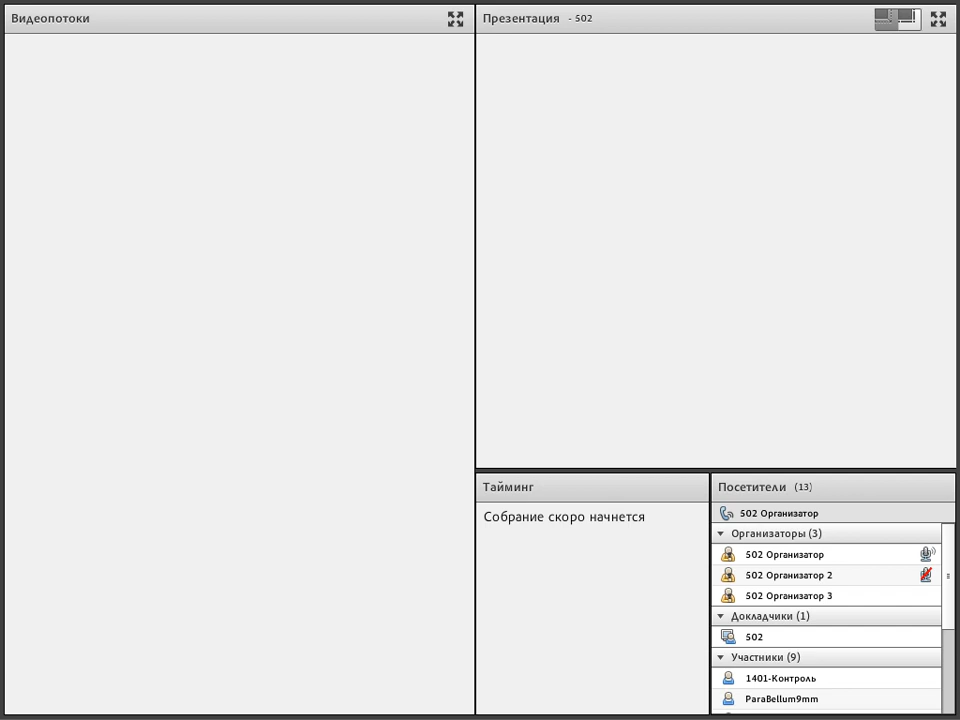 Видеопотоки
Презентация - 502
Тайминг
Собрание скоро начнется
Посетители (13)
502 Организатор
Организаторы (3)
502 Организатор
502 Организатор 2
502 Организатор 3
Докладчики (1)
502
Участники (9)
1401-Контроль
ParaBellum9mm